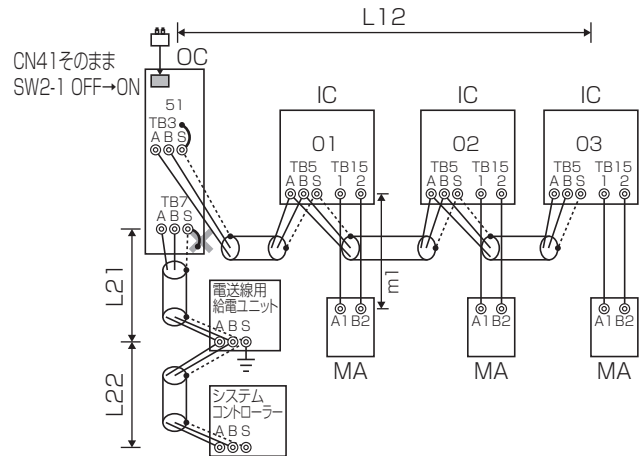 L12
CN41そのまま
SW2-1 OFF→ON
OC
51
TB3
A B S
TB7
A B S
IC
01
TB5
A B S
TB15
1 2
IC
02
TB5
A B S
TB15
1 2
IC
03
TB5
A B S
TB15
1 2
L21
m1
電送線用
給電ユニット
A B S
A1 B2
MA
A1 B2
MA
A1 B2
MA
L22
システム
コントローラー
A B S